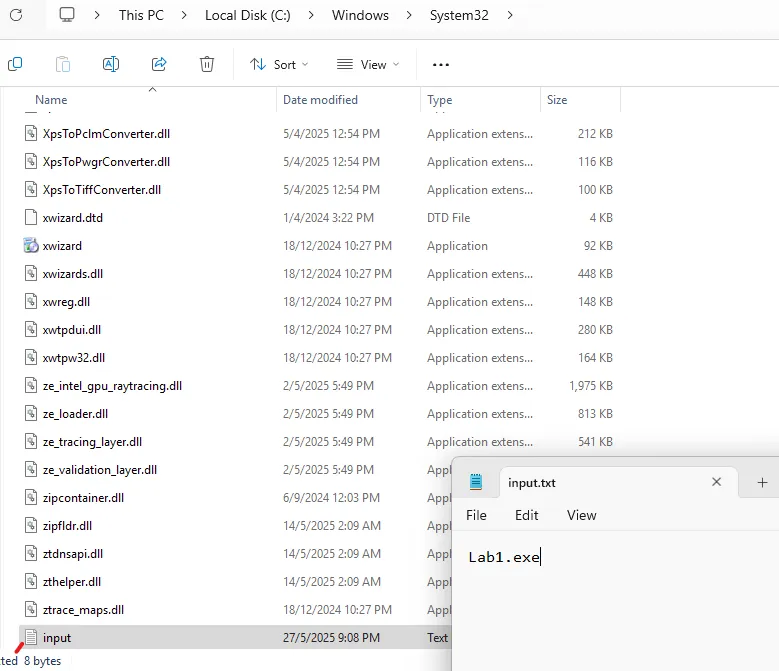 This PC > Local Disk (C:) > Windows > System32 >
Sort View ...
Name Date modified Type Size
XpsToPclmConverter.dll 5/4/2025 12:54 PM Application extens... 212 KB
XpsToPwgrConverter.dll 5/4/2025 12:54 PM Application extens... 116 KB
XpsToTiffConverter.dll 5/4/2025 12:54 PM Application extens... 100 KB
xwizard.dtd 1/4/2024 3:22 PM DTD File 4 KB
xwizard 18/12/2024 10:27 PM Application 92 KB
xwizards.dll 18/12/2024 10:27 PM Application extens... 448 KB
xwreg.dll 18/12/2024 10:27 PM Application extens... 148 KB
xwtpdui.dll 18/12/2024 10:27 PM Application extens... 280 KB
xwtpw32.dll 18/12/2024 10:27 PM Application extens... 164 KB
ze_intel_gpu_raytracing.dll 2/5/2025 5:49 PM Application extens... 1,975 KB
ze_loader.dll 2/5/2025 5:49 PM Application extens... 813 KB
ze_tracing_layer.dll 2/5/2025 5:49 PM Application extens... 541 KB
ze_validation_layer.dll 2/5/2025 5:49 PM Appl
zipcontainer.dll 6/9/2024 12:03 PM Appl
zipfldr.dll 14/5/2025 2:09 AM Appl
ztdnsapi.dll 14/5/2025 2:09 AM Appl
zthelper.dll 14/5/2025 2:09 AM Appl
ztrace_maps.dll 18/12/2024 10:27 PM Appl
input 27/5/2025 9:08 PM Text
cted 8 bytes
input.txt
File Edit View
Lab1.exe